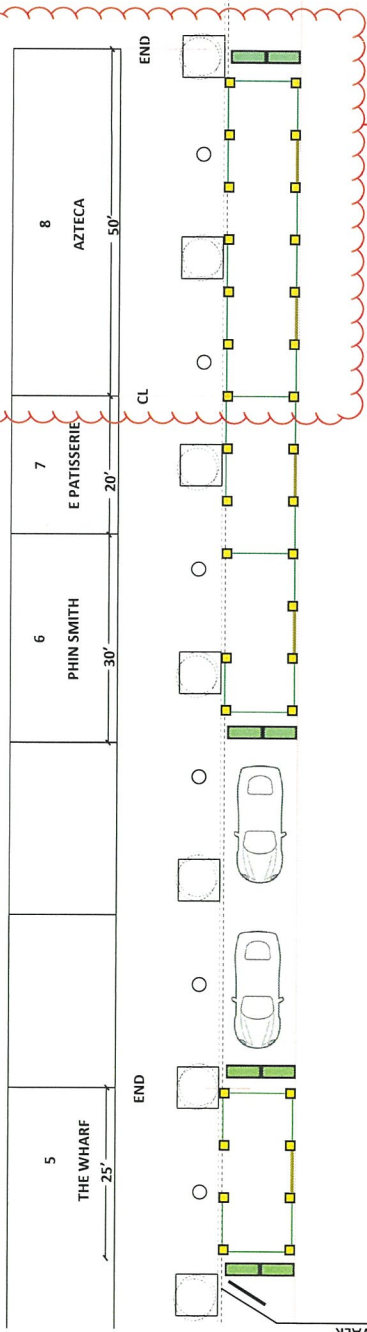 END
8
AZTECA
50'
CL
7
E PATISSERIE
20'
6
PHIN SMITH
30'
END
5
THE WHARF
25'